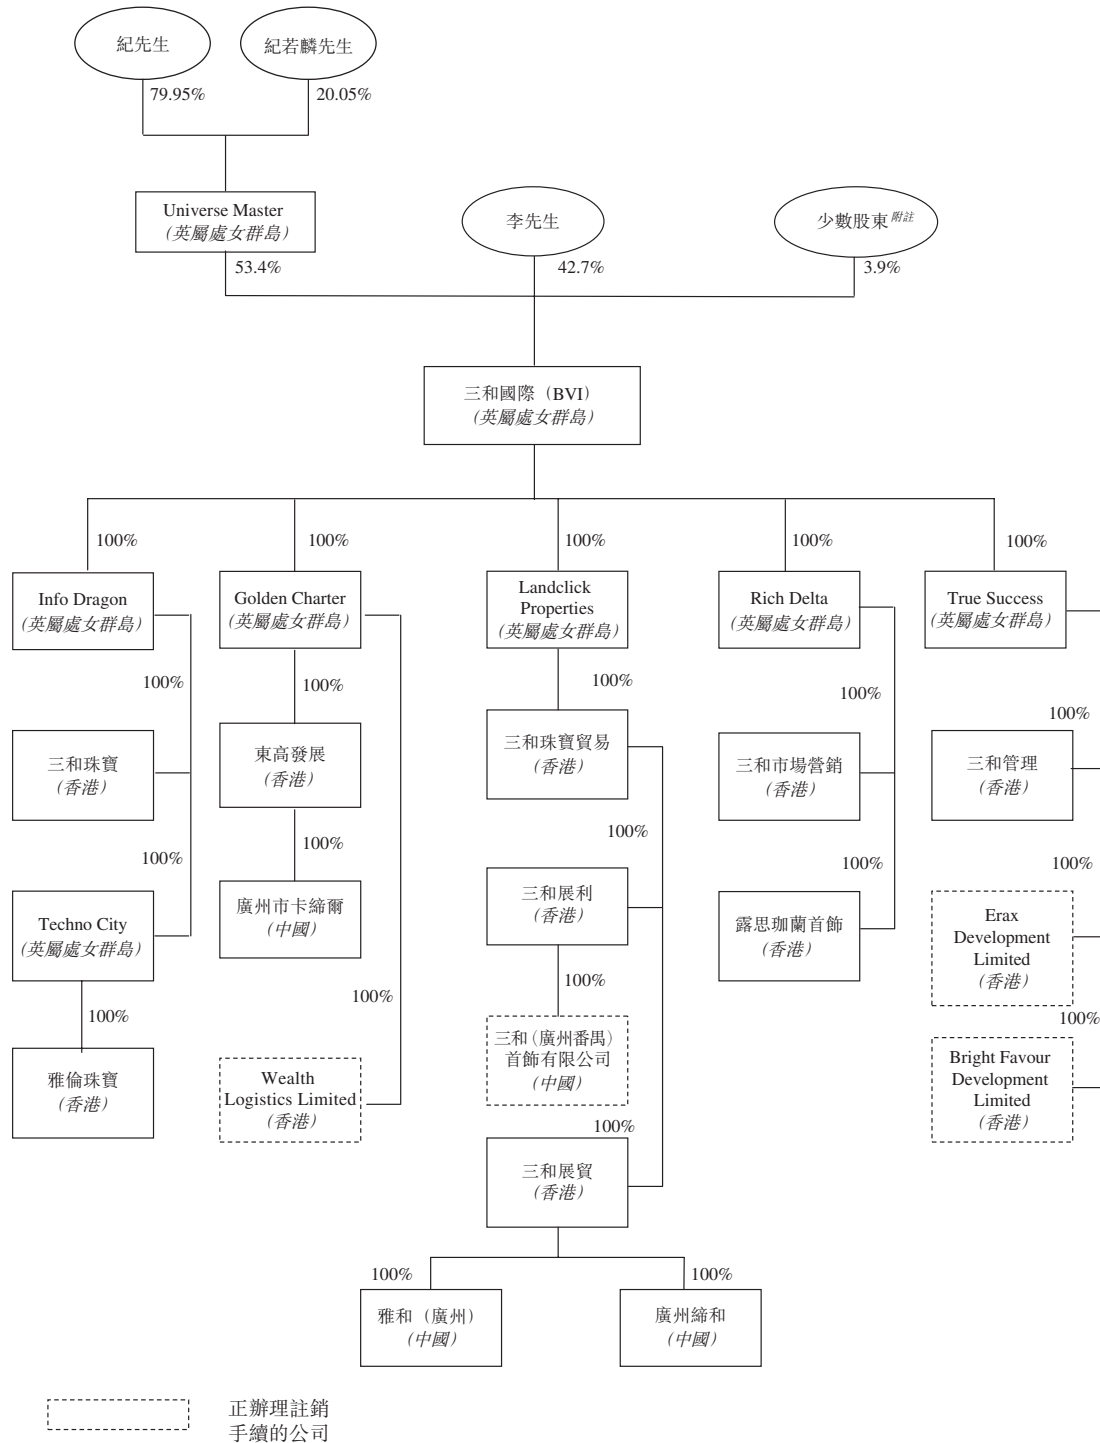 紀先生
紀若麟先生
79.95%
20.05%
Universe Master
（英屬處女群島）
李先生
少數股東附註
53.4%
42.7%
3.9%
三和國際（BVI）
（英屬處女群島）
100%
100%
100%
100%
100%
Info Dragon
（英屬處女群島）
Golden Charter
（英屬處女群島）
Landclick
Properties
（英屬處女群島）
Rich Delta
（英屬處女群島）
True Success
（英屬處女群島）
100%
100%
100%
100%
100%
三和珠寶
（香港）
東高發展
（香港）
三和珠寶貿易
（香港）
三和市場營銷
（香港）
三和管理
（香港）
100%
100%
100%
100%
100%
Techno City
（英屬處女群島）
廣州市卡締爾
（中國）
三和展利
（香港）
露思珈蘭首飾
（香港）
Erax
Development
Limited
（香港）
100%
100%
100%
100%
雅倫珠寶
（香港）
Wealth
Logistics Limited
（香港）
三和（廣州番禺）
首飾有限公司
（中國）
Bright Favour
Development
Limited
（香港）
100%
三和展貿
（香港）
100%
100%
雅和（廣州）
（中國）
廣州締和
（中國）
正辦理註銷
手續的公司